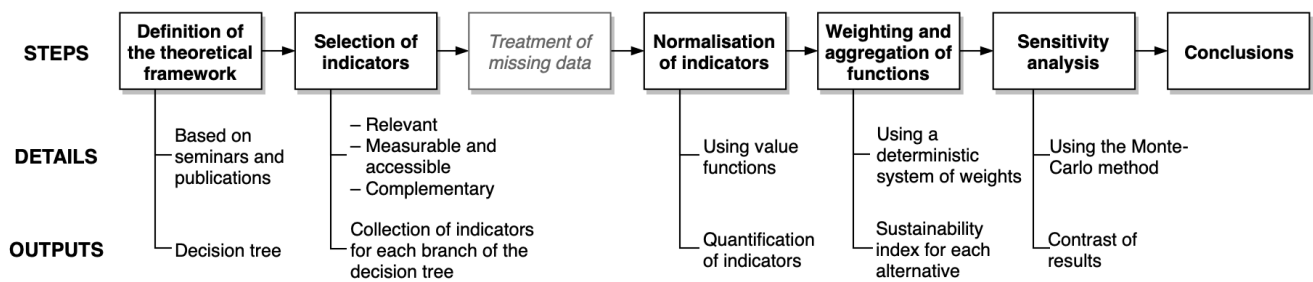 STEPS
Definition of
the theoretical
framework
Selection of
indicators
Treatment of
missing data
Normalisation
of indicators
Weighting and
aggregation of
functions
Sensitivity
analysis
Conclusions
DETAILS
Based on
seminars and
publications
– Relevant
– Measurable and
accessible
– Complementary
Using value
functions
Using a
deterministic
system of weights
Using the Monte-
Carlo method
OUTPUTS
Decision tree
Collection of indicators
for each branch of the
decision tree
Quantification
of indicators
Sustainability
index for each
alternative
Contrast of
results